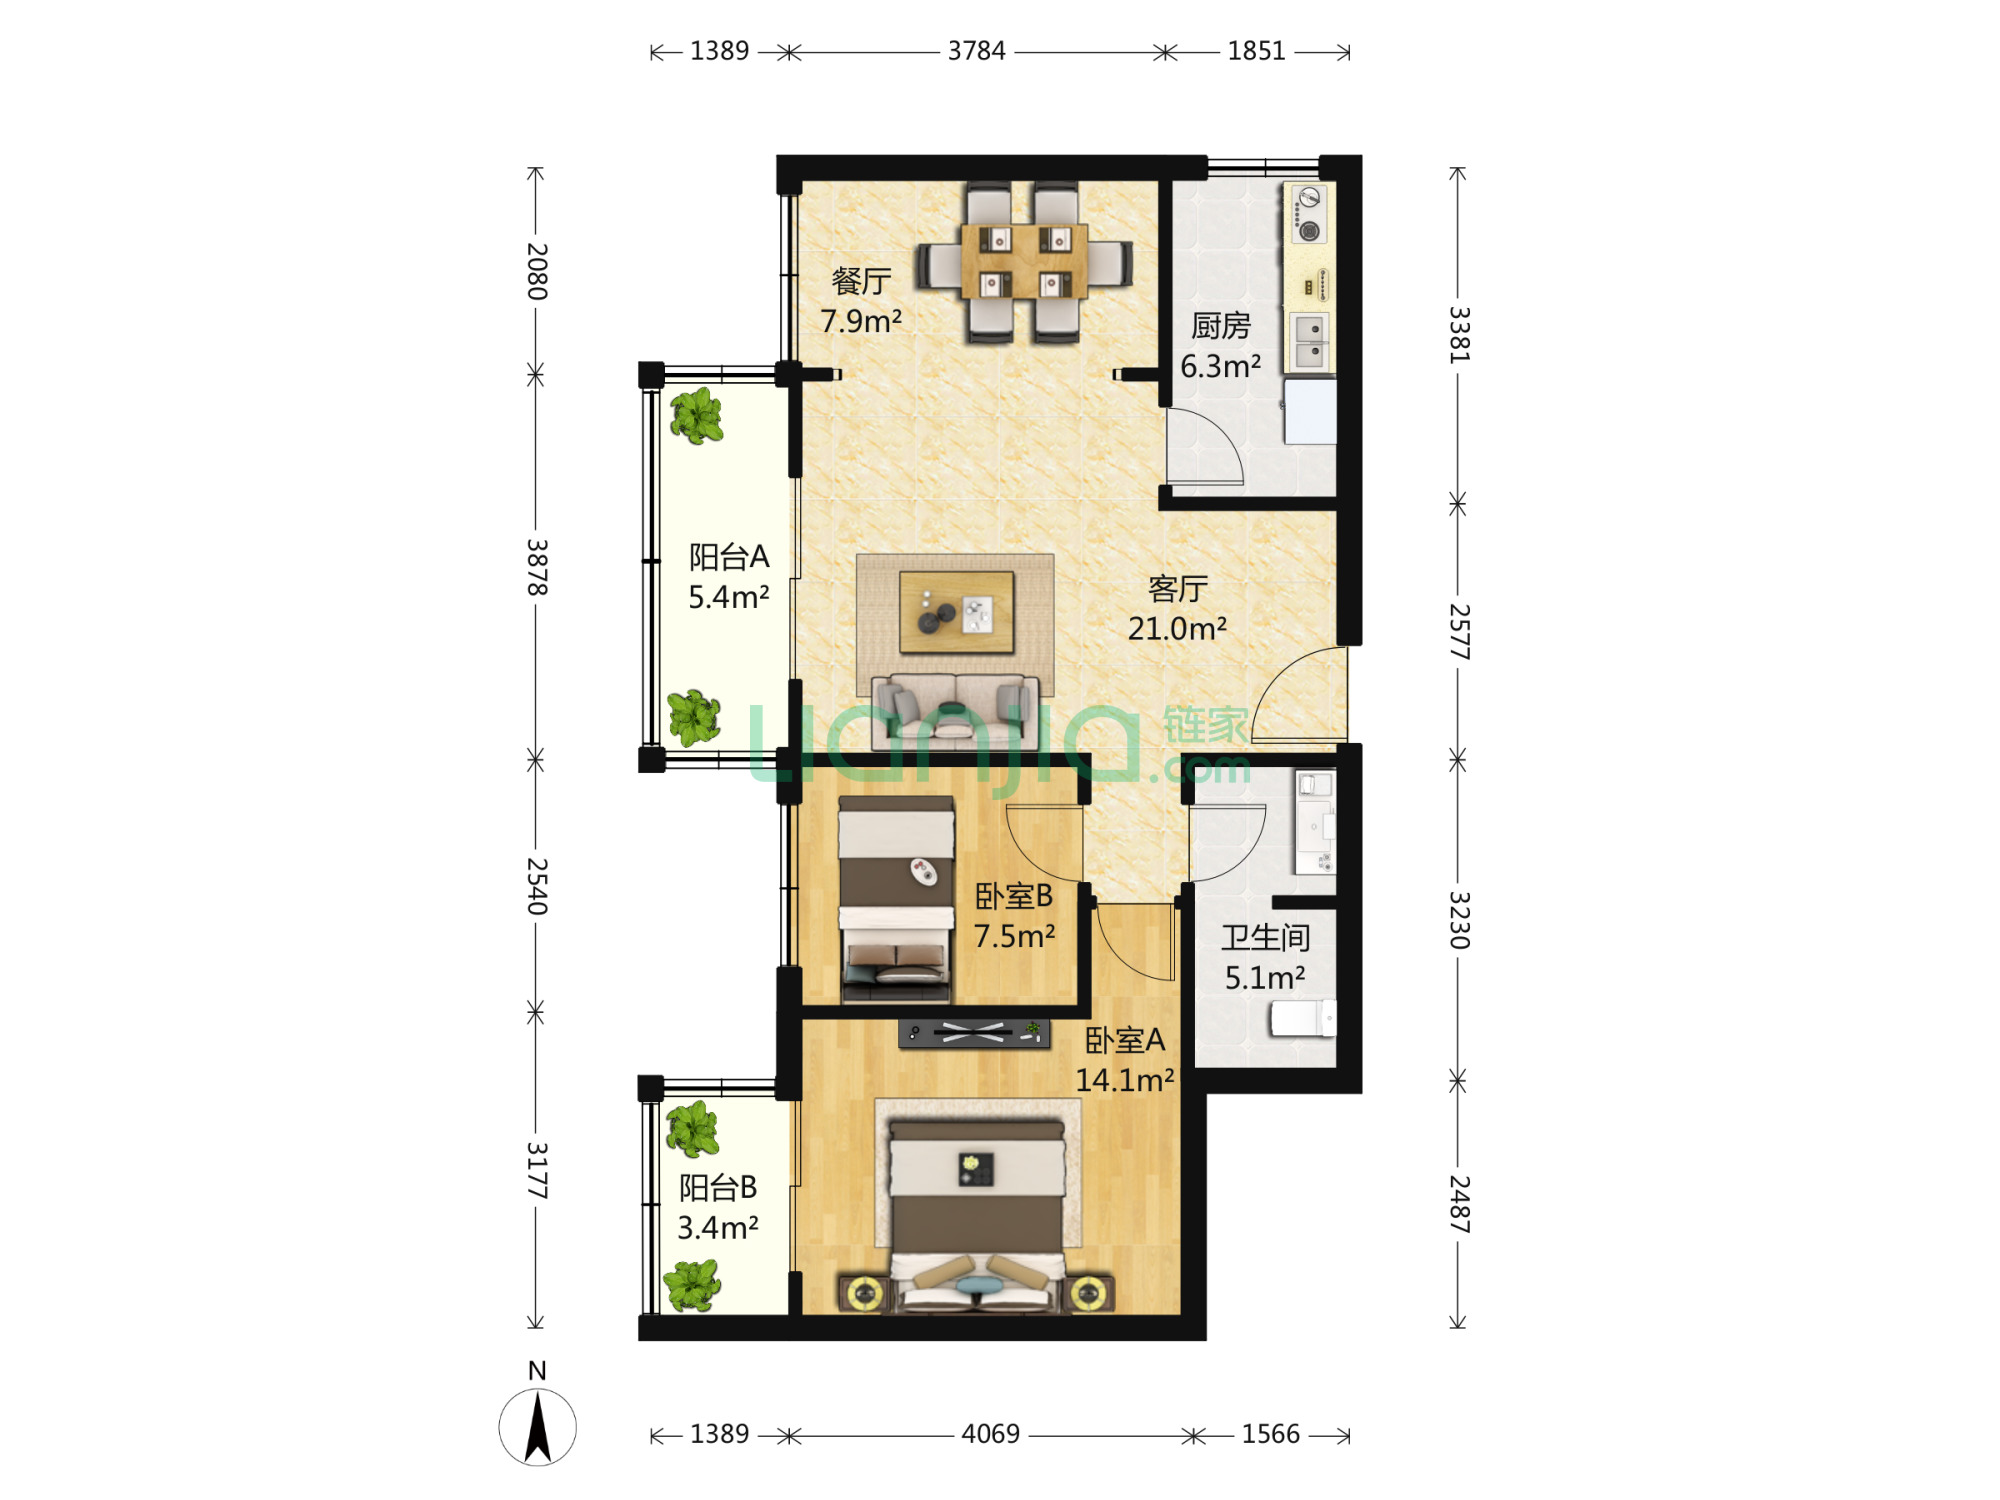 1389
3784
1851
2080
3878
2540
3177
3381
2577
3230
2487
餐厅
7.9m²
厨房
6.3m²
阳台A
5.4m²
客厅
21.0m²
Lianjia 链家
.com
卧室B
7.5m²
卫生间
5.1m²
卧室A
14.1m²
阳台B
3.4m²
N
1389
4069
1566